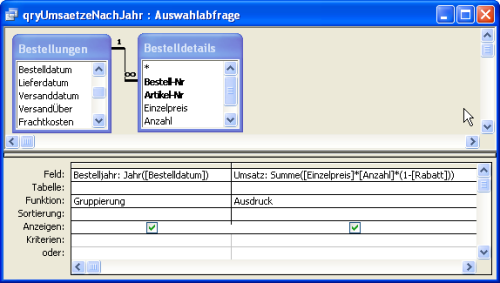 qryUmsaetzeNachJahr : Auswahlabfrage
Bestellungen
Bestelldatum
Lieferdatum
Versanddatum
VersandÜber
Frachtkosten
1
∞
Bestelldetails
*
Bestell-Nr
Artikel-Nr
Einzelpreis
Anzahl
Feld: Bestelljahr: Jahr([Bestelldatum]) Umsatz: Summe([Einzelpreis]*[Anzahl]*(1-[Rabatt]))
Tabelle:
Funktion: Gruppierung Ausdruck
Sortierung:
Anzeigen:
Kriterien:
oder: